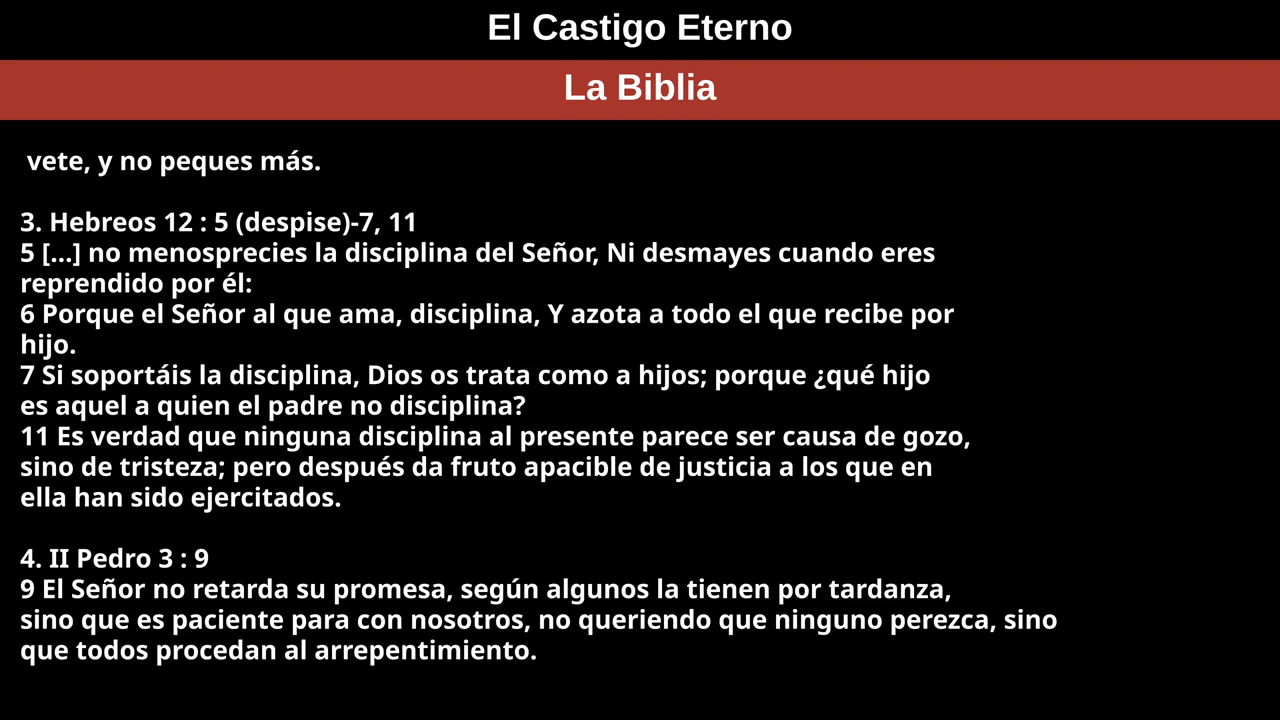 El Castigo Eterno
La Biblia
vete, y no peques más.
3. Hebreos 12 : 5 (despise)-7, 11
5 [...] no menosprecies la disciplina del Señor, Ni desmayes cuando eres
reprendido por él:
6 Porque el Señor al que ama, disciplina, Y azota a todo el que recibe por
hijo.
7 Si soportáis la disciplina, Dios os trata como a hijos; porque ¿qué hijo
es aquel a quien el padre no disciplina?
11 Es verdad que ninguna disciplina al presente parece ser causa de gozo,
sino de tristeza; pero después da fruto apacible de justicia a los que en
ella han sido ejercitados.
4. II Pedro 3 : 9
9 El Señor no retarda su promesa, según algunos la tienen por tardanza,
sino que es paciente para con nosotros, no queriendo que ninguno perezca, sino
que todos procedan al arrepentimiento.